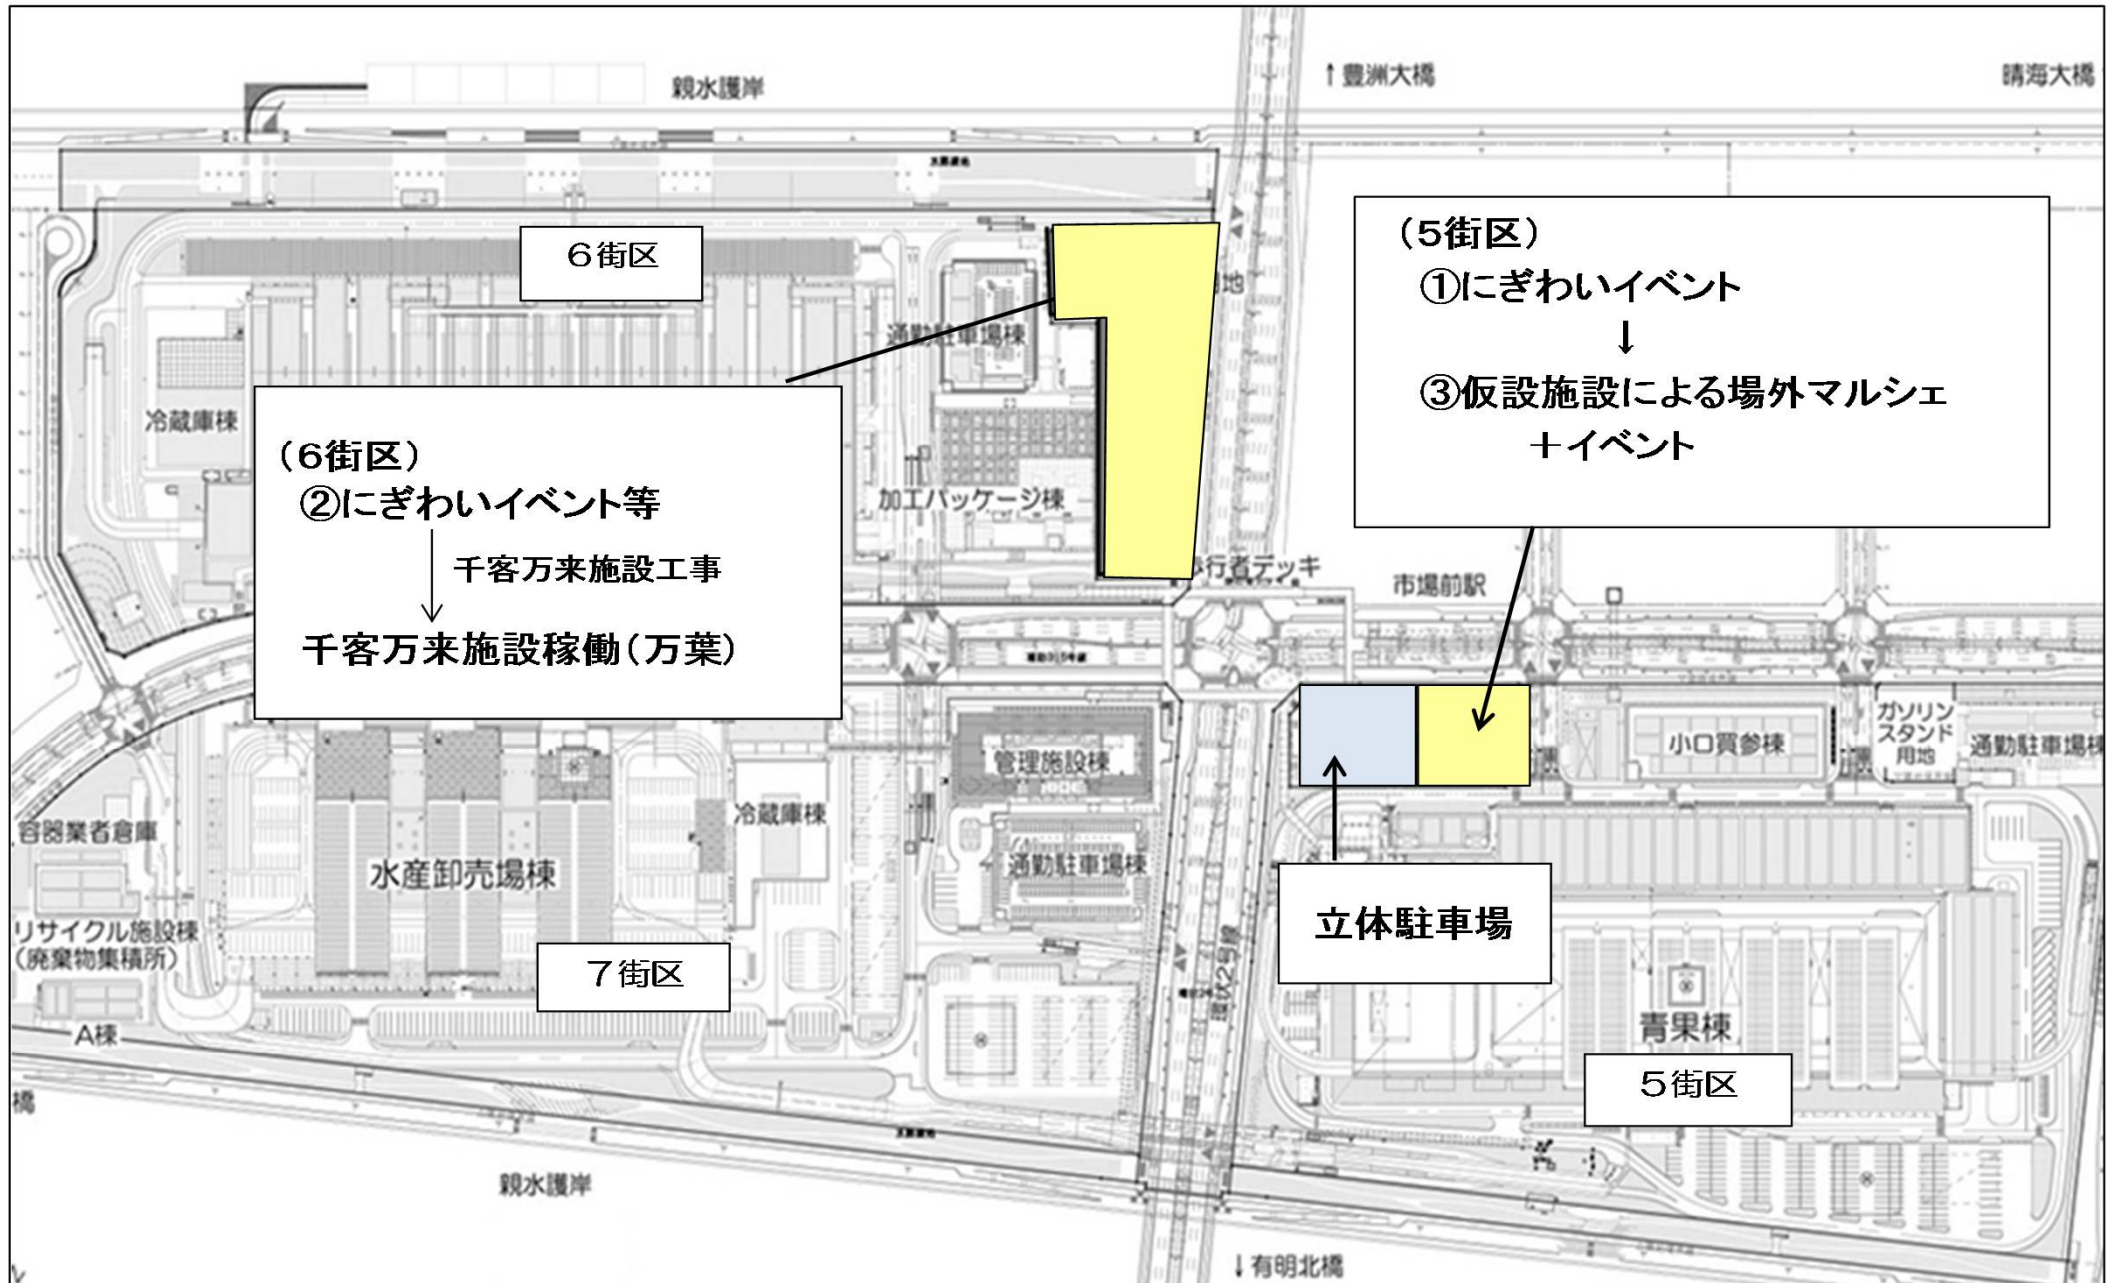 親水護岸
↑豊洲大橋
晴海大橋
6街区
(5街区)
①にぎわいイベント
↓
③仮設施設による場外マルシェ
+イベント
地
通勤駐車場棟
冷蔵庫棟
(6街区)
②にぎわいイベント等
千客万来施設工事
千客万来施設稼働(万葉)
加工パッケージ棟
歩行者デッキ
市場前駅
管理施設棟
小口買参棟
ガソリン
スタンド
用地
通勤駐車場棟
冷蔵庫棟
容器業者倉庫
水産卸売場棟
通勤駐車場棟
立体駐車場
リサイクル施設棟
(廃棄物集積所)
7街区
環状2号線
A棟
青果棟
5街区
橋
親水護岸
↓有明北橋